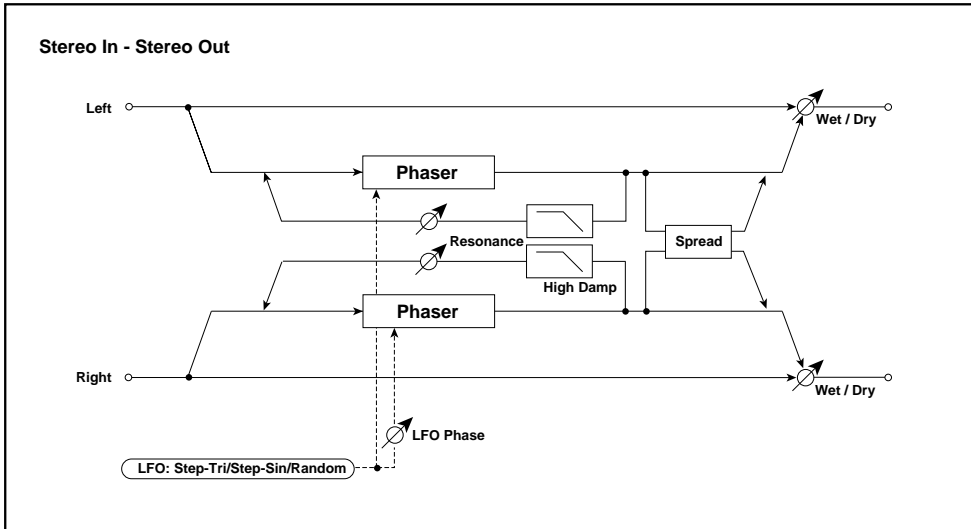 Stereo In - Stereo Out
Left
Wet / Dry
Phaser
Resonance
Spread
High Damp
Phaser
Right
Wet / Dry
LFO Phase
LFO: Step-Tri/Step-Sin/Random